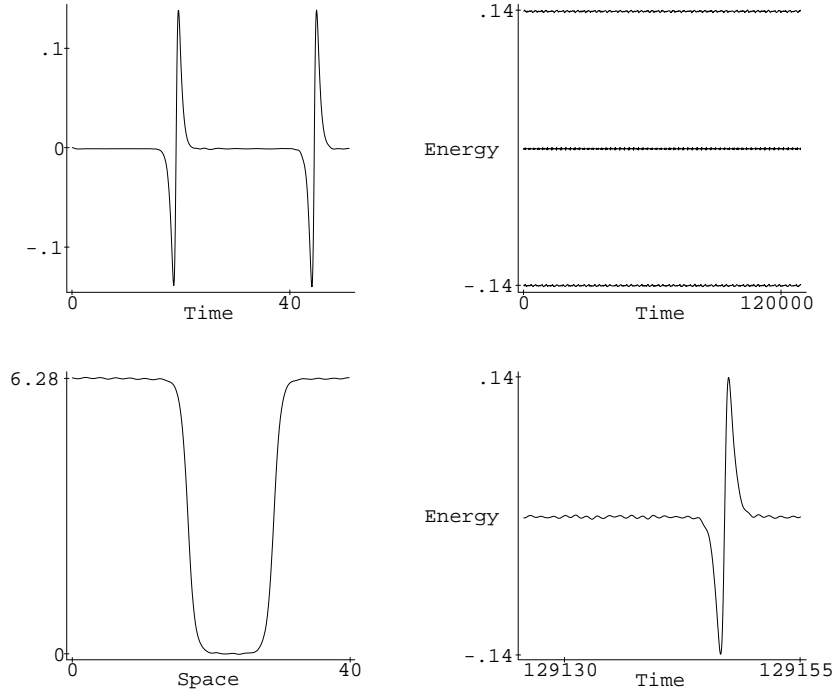 .1
0
-.1
0 40
Time
.14
Energy
-.14
0 120000
Time
6.28
0
0 40
Space
.14
Energy
-.14
129130 129155
Time